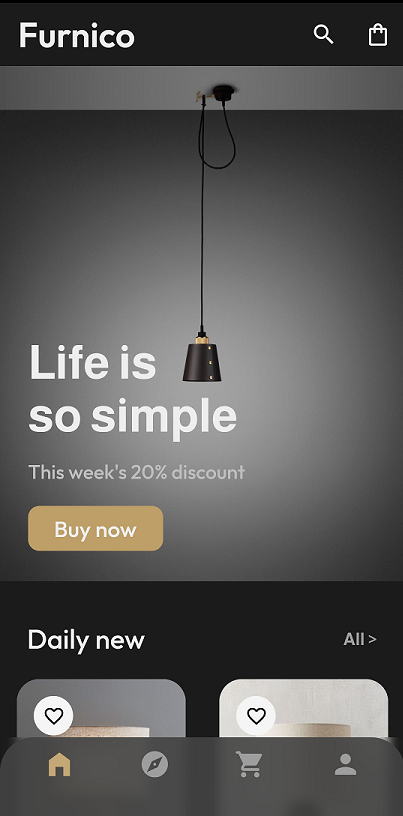 Furnico
Life is
so simple
This week's 20% discount
Buy now
Daily new
All >